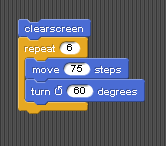 clearscreen
repeat 6
move 75 steps
turn ↺ 60 degrees